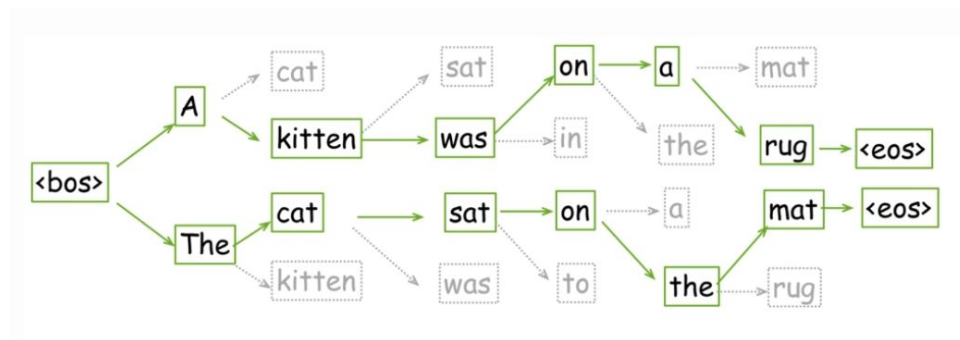 on a mat
cat sat
A
kitten was in the rug <eos>
<bos>
cat sat on a mat <eos>
The
kitten was to the rug